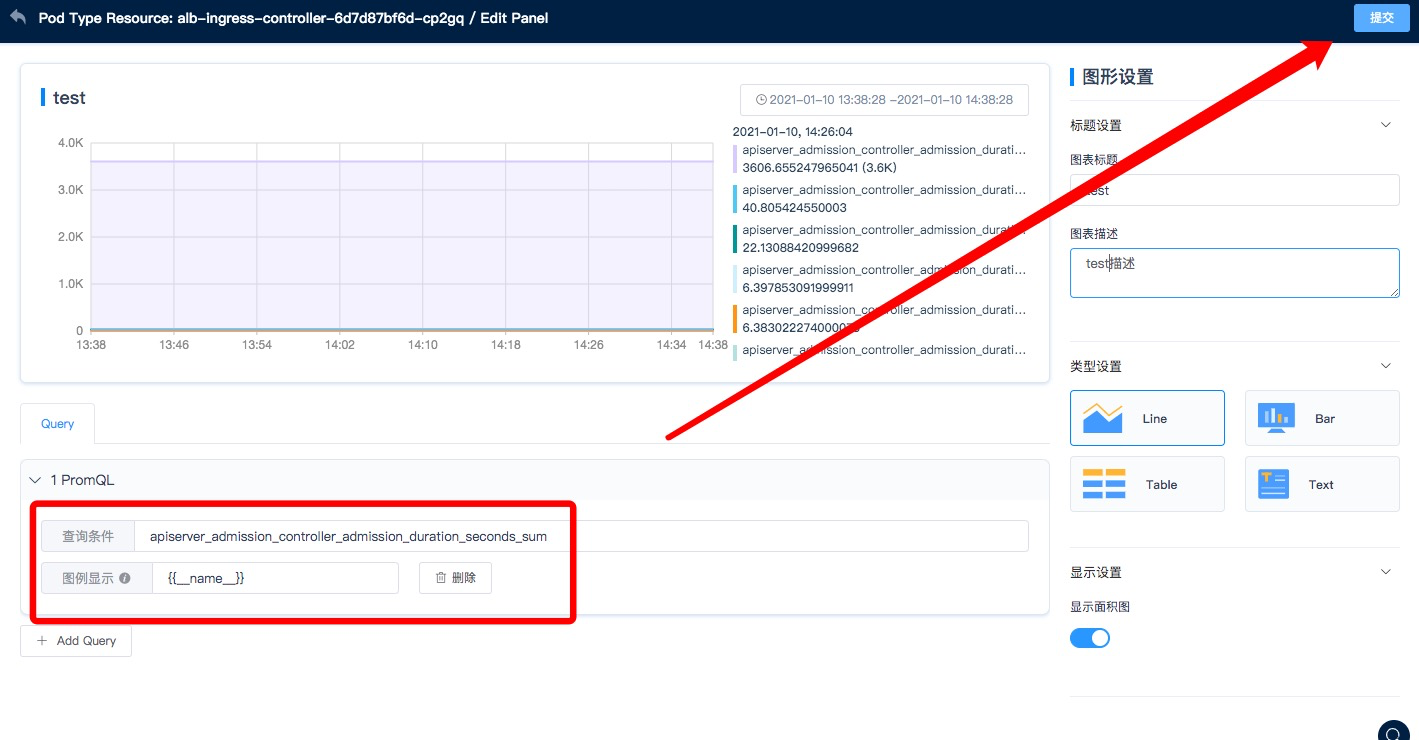 Pod Type Resource: alb-ingress-controller-6d7d87bf6d-cp2gq / Edit Panel
提交
test
2021-01-10 13:38:28 -2021-01-10 14:38:28
4.0K
3.0K
2.0K
1.0K
0
13:38 13:46 13:54 14:02 14:10 14:18 14:26 14:34 14:38
2021-01-10, 14:26:04
apiserver_admission_controller_admission_durati...
3606.655247965041 (3.6K)
apiserver_admission_controller_admission_durati...
40.805424550003
apiserver_admission_controller_admission_durati...
22.13088420999682
apiserver_admission_controller_admission_durati...
6.397853091999911
apiserver_admission_controller_admission_durati...
apiserver_admission_controller_admission_durati...
Query
1 PromQL
查询条件
apiserver_admission_controller_admission_duration_seconds_sum
图例显示
{{__name__}}
删除
Add Query
图形设置
标题设置
图表标题
test
图表描述
test描述
类型设置
Line
Bar
Table
Text
显示设置
显示面积图